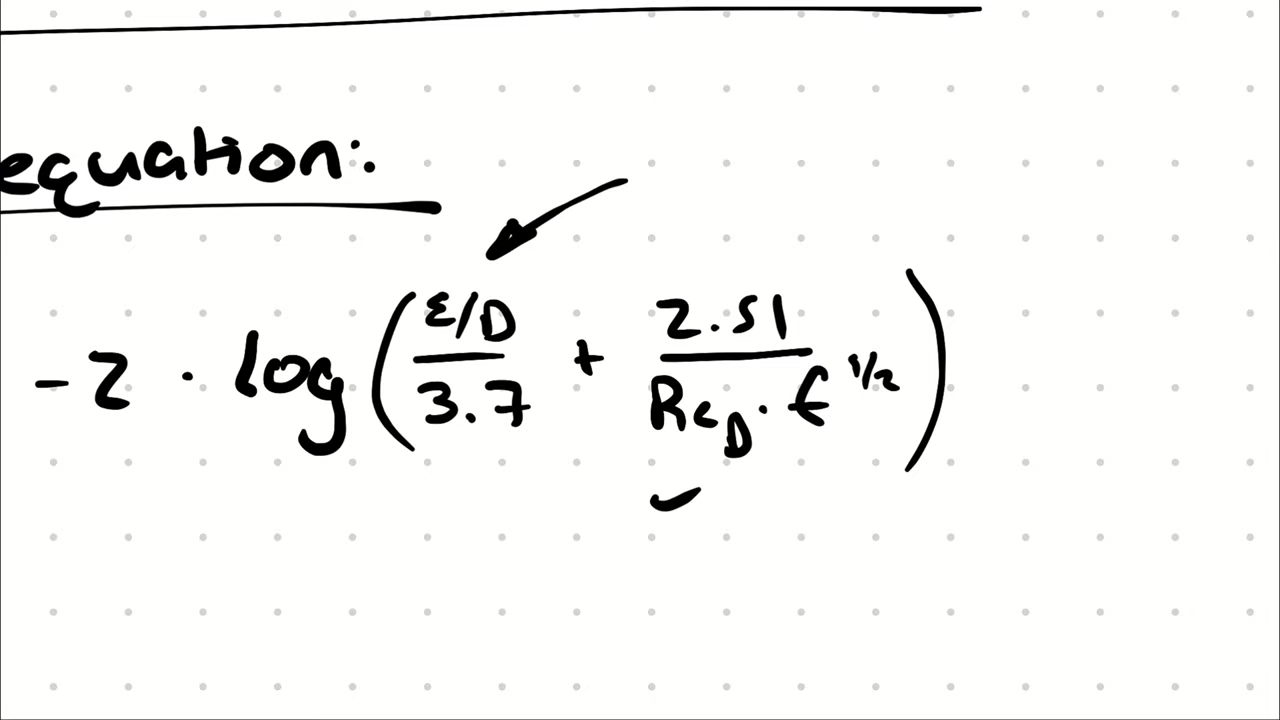 equation:
-2 · log(ε/D / 3.7 + 2.51 / Re_D · f^1/2)